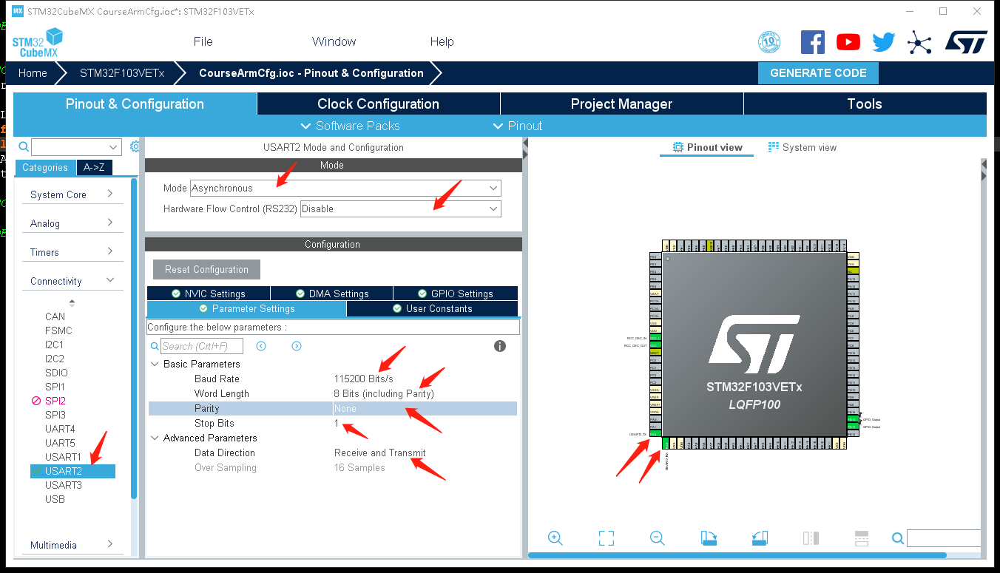 MX STM32CubeMX CourseArmCfg.ioc*: STM32F103VETx
STM32
CubeMX
File Window Help
10
Home STM32F103VETx CourseArmCfg.ioc - Pinout & Configuration GENERATE CODE
Pinout & Configuration Clock Configuration Project Manager Tools
Software Packs Pinout
Categories A->Z
System Core
Analog
Timers
Connectivity
CAN
FSMC
I2C1
I2C2
SDIO
SPI1
SPI2
SPI3
UART4
UART5
USART1
USART2
USART3
USB
Multimedia
USART2 Mode and Configuration
Mode
Mode Asynchronous
Hardware Flow Control (RS232) Disable
Configuration
Reset Configuration
NVIC Settings DMA Settings GPIO Settings
Parameter Settings User Constants
Configure the below parameters :
Search (CrtI+F)
Basic Parameters
Baud Rate 115200 Bits/s
Word Length 8 Bits (including Parity)
Parity None
Stop Bits 1
Advanced Parameters
Data Direction Receive and Transmit
Over Sampling 16 Samples
Pinout view System view
RCC_OSC_IN
RCC_OSC_OUT
USART2_TX
GPIO_Output
GPIO_Output
STM32F103VETx
LQFP100